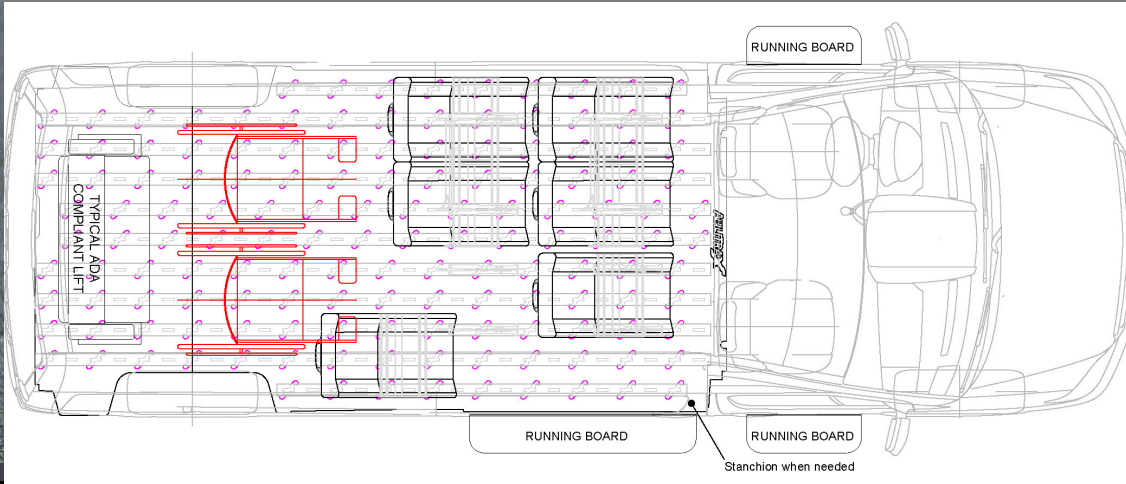 RUNNING BOARD
TYPICAL ADA
COMPLIANT LIFT
RUNNING BOARD
RUNNING BOARD
Stanchion when needed